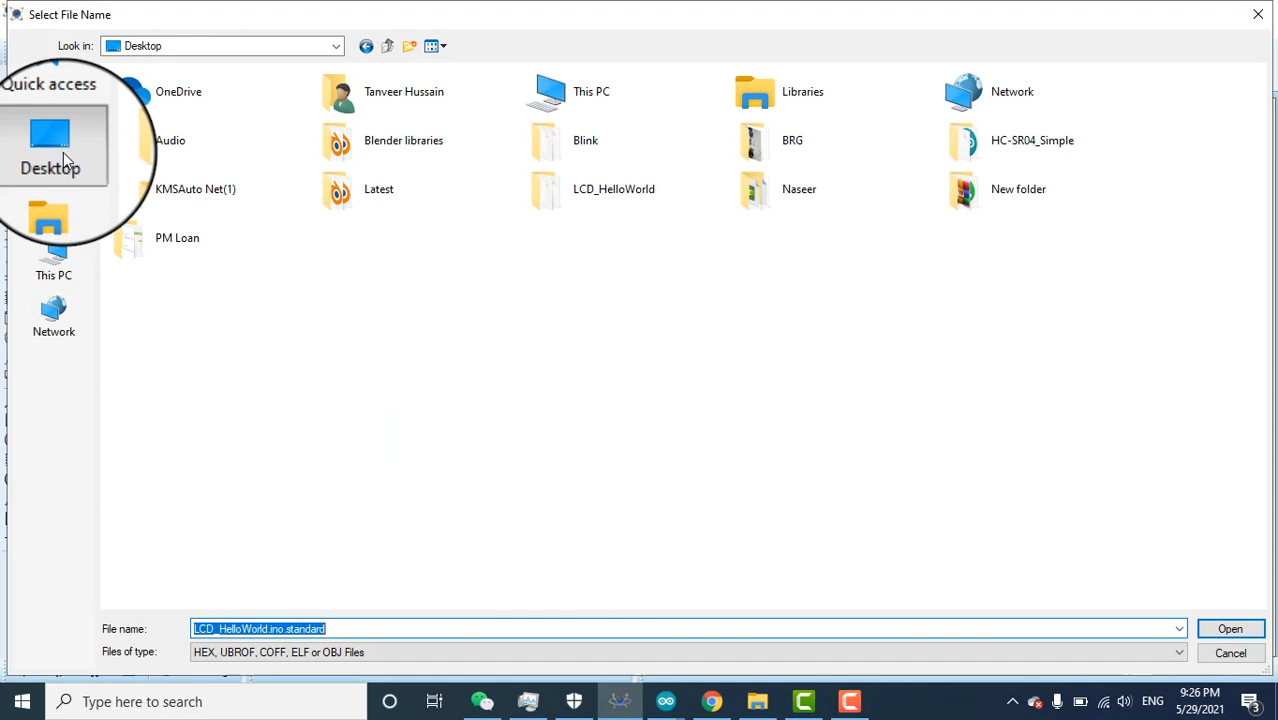 Select File Name
Look in: Desktop
Quick access
Desktop
This PC
Network
OneDrive
Tanveer Hussain
This PC
Libraries
Network
Audio
Blender libraries
Blink
BRG
HC-SR04_Simple
KMSAuto Net(1)
Latest
LCD_HelloWorld
Naseer
New folder
PM Loan
File name: LCD_HelloWorld.ino.standard
Open
Files of type: HEX, UBROF, COFF, ELF or OBJ Files
Cancel
Type here to search
ENG
9:26 PM
5/29/2021
3